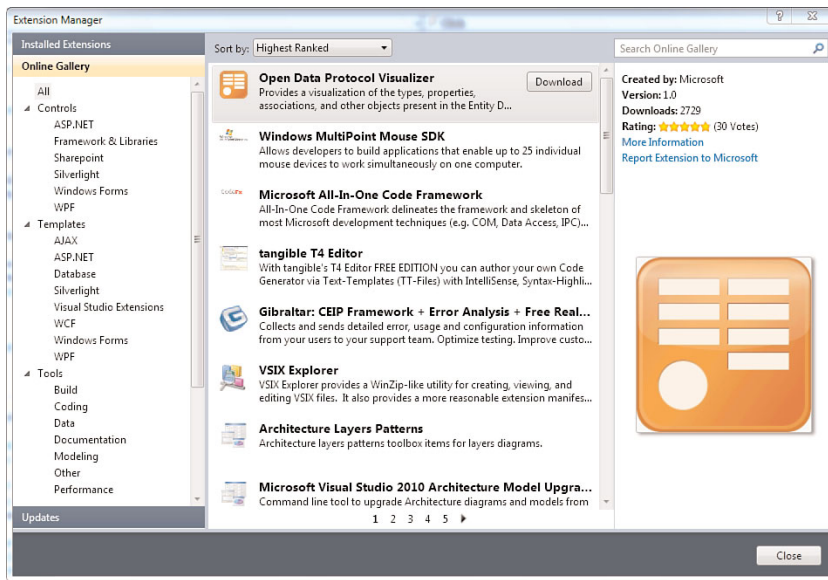 Extension Manager
Installed Extensions
Online Gallery
All
Controls
ASP.NET
Framework & Libraries
Sharepoint
Silverlight
Windows Forms
WPF
Templates
AJAX
ASP.NET
Database
Silverlight
Visual Studio Extensions
WCF
Windows Forms
WPF
Tools
Build
Coding
Data
Documentation
Modeling
Other
Performance
Updates
Sort by: Highest Ranked
Open Data Protocol Visualizer
Download
Provides a visualization of the types, properties,
associations, and other objects present in the Entity D...
Windows MultiPoint Mouse SDK
Allows developers to build applications that enable up to 25 individual
mouse devices to work simultaneously on one computer.
Microsoft All-In-One Code Framework
All-In-One Code Framework delineates the framework and skeleton of
most Microsoft development techniques (e.g. COM, Data Access, IPC)...
tangible T4 Editor
With tangible's T4 Editor FREE EDITION you can author your own Code
Generator via Text-Templates (TT-Files) with IntelliSense, Syntax-Highli...
Gibraltar: CEIP Framework + Error Analysis + Free Real...
Collects and sends detailed error, usage and configuration information
from your users to your support team. Optimize testing. Improve custo...
VSIX Explorer
VSIX Explorer provides a WinZip-like utility for creating, viewing, and
editing VSIX files. It also provides a more reasonable extension manifes...
Architecture Layers Patterns
Architecture layers patterns toolbox items for layers diagrams.
Microsoft Visual Studio 2010 Architecture Model Upgra...
Command line tool to upgrade Architecture diagrams and models from
1 2 3 4 5
Search Online Gallery
Created by: Microsoft
Version: 1.0
Downloads: 2729
Rating: (30 Votes)
More Information
Report Extension to Microsoft
Close